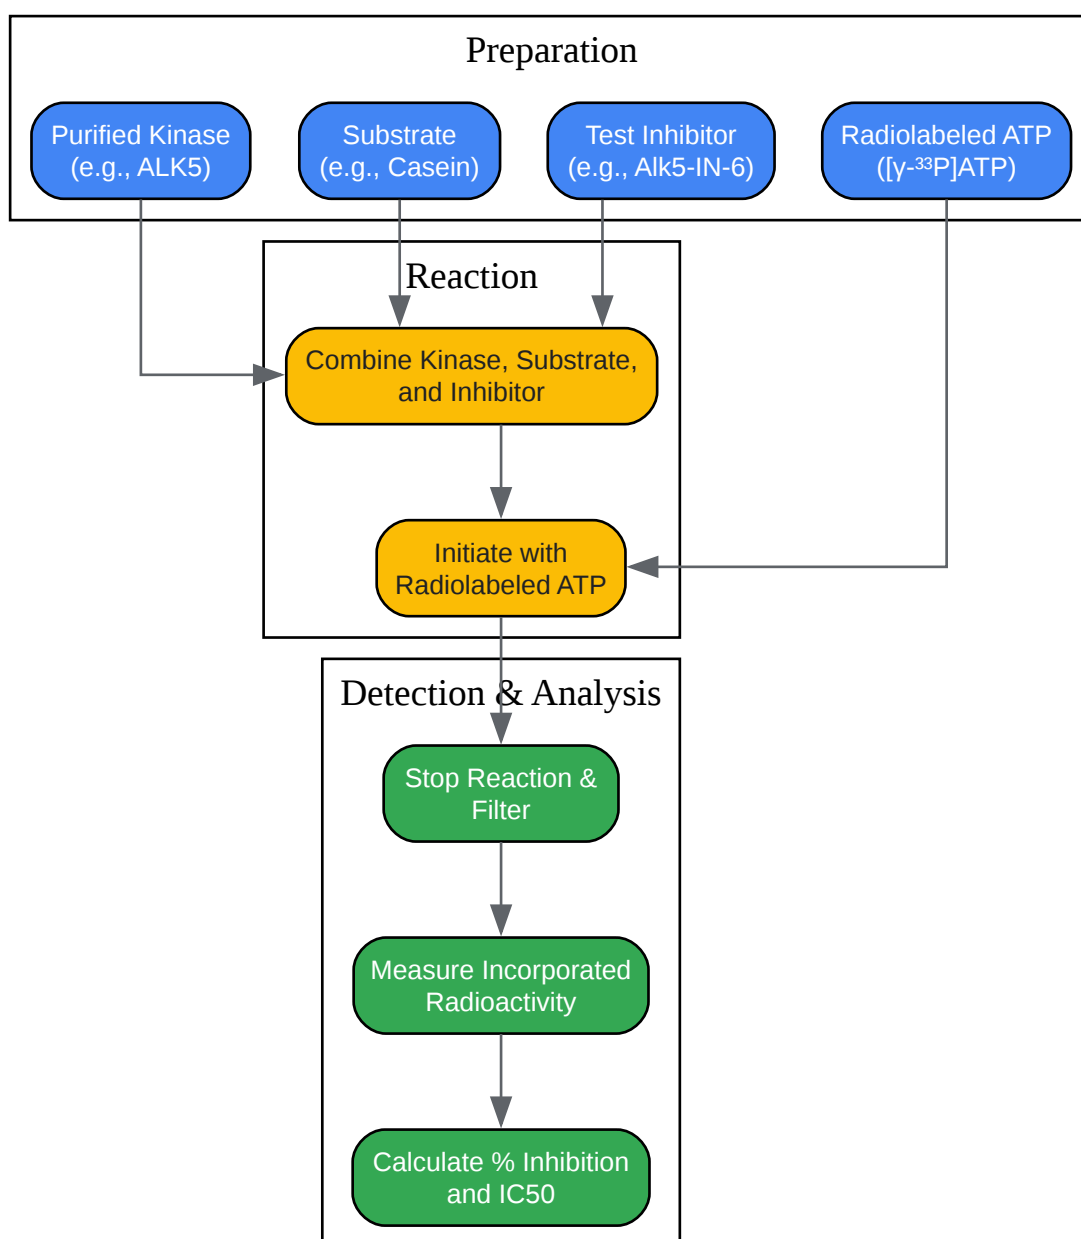 Preparation
Purified Kinase
(e.g., ALK5)
Substrate
(e.g., Casein)
Test Inhibitor
(e.g., Alk5-IN-6)
Radiolabeled ATP
([γ-³³P]ATP)
Reaction
Combine Kinase, Substrate,
and Inhibitor
Initiate with
Radiolabeled ATP
Detection & Analysis
Stop Reaction &
Filter
Measure Incorporated
Radioactivity
Calculate % Inhibition
and IC50